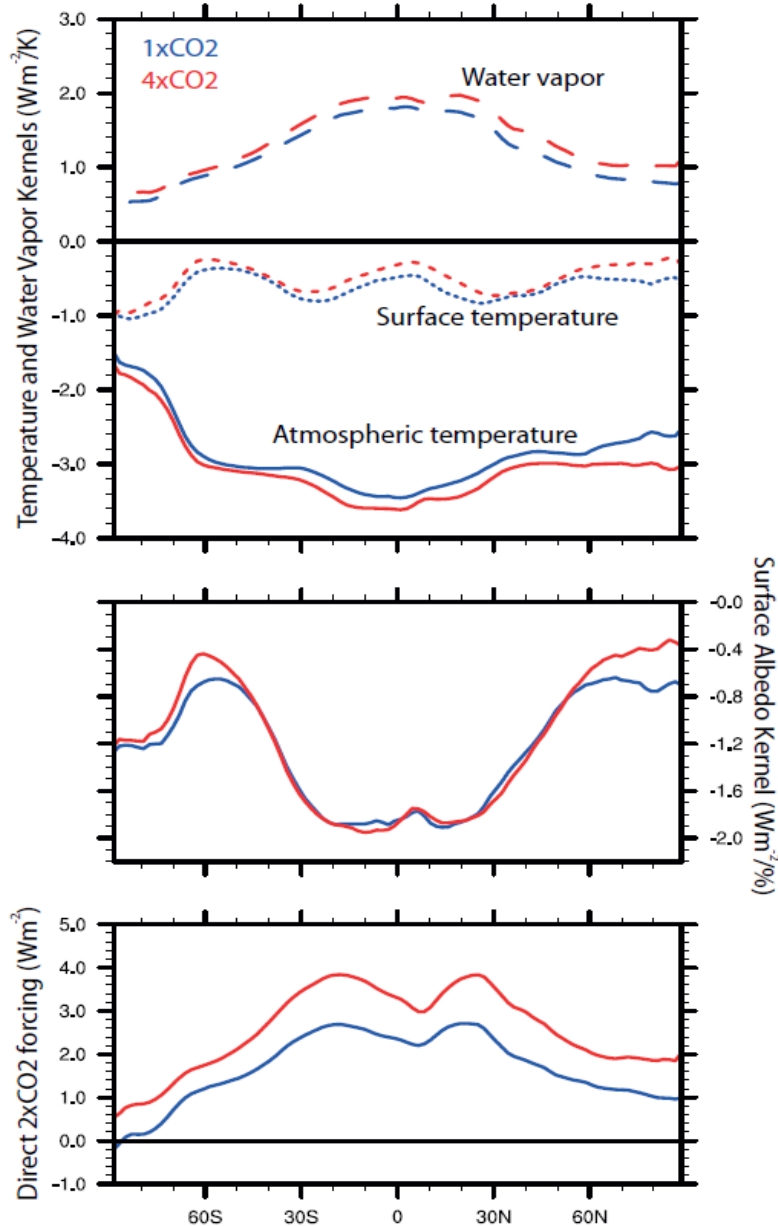 Temperature and Water Vapor Kernels (Wm⁻²/K)
3.0
2.0
1.0
0.0
-1.0
-2.0
-3.0
-4.0
1xCO2
4xCO2
Water vapor
Surface temperature
Atmospheric temperature
-0.0
-0.4
-0.8
-1.2
-1.6
-2.0
Surface Albedo Kernel (Wm⁻²/%)
Direct 2xCO2 forcing (Wm⁻²)
5.0
4.0
3.0
2.0
1.0
0.0
-1.0
60S 30S 0 30N 60N